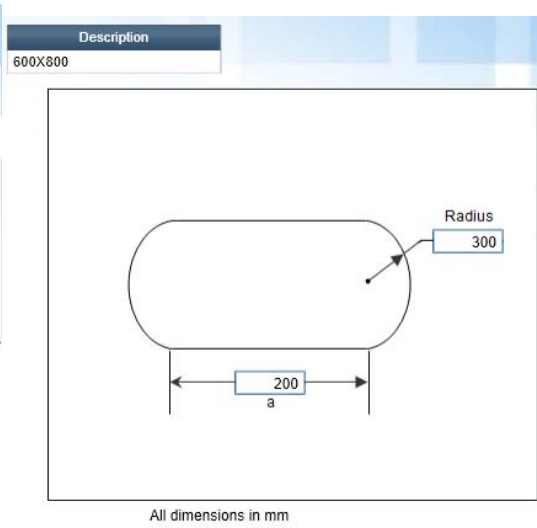 Description
600X800
Radius
300
200
a
All dimensions in mm